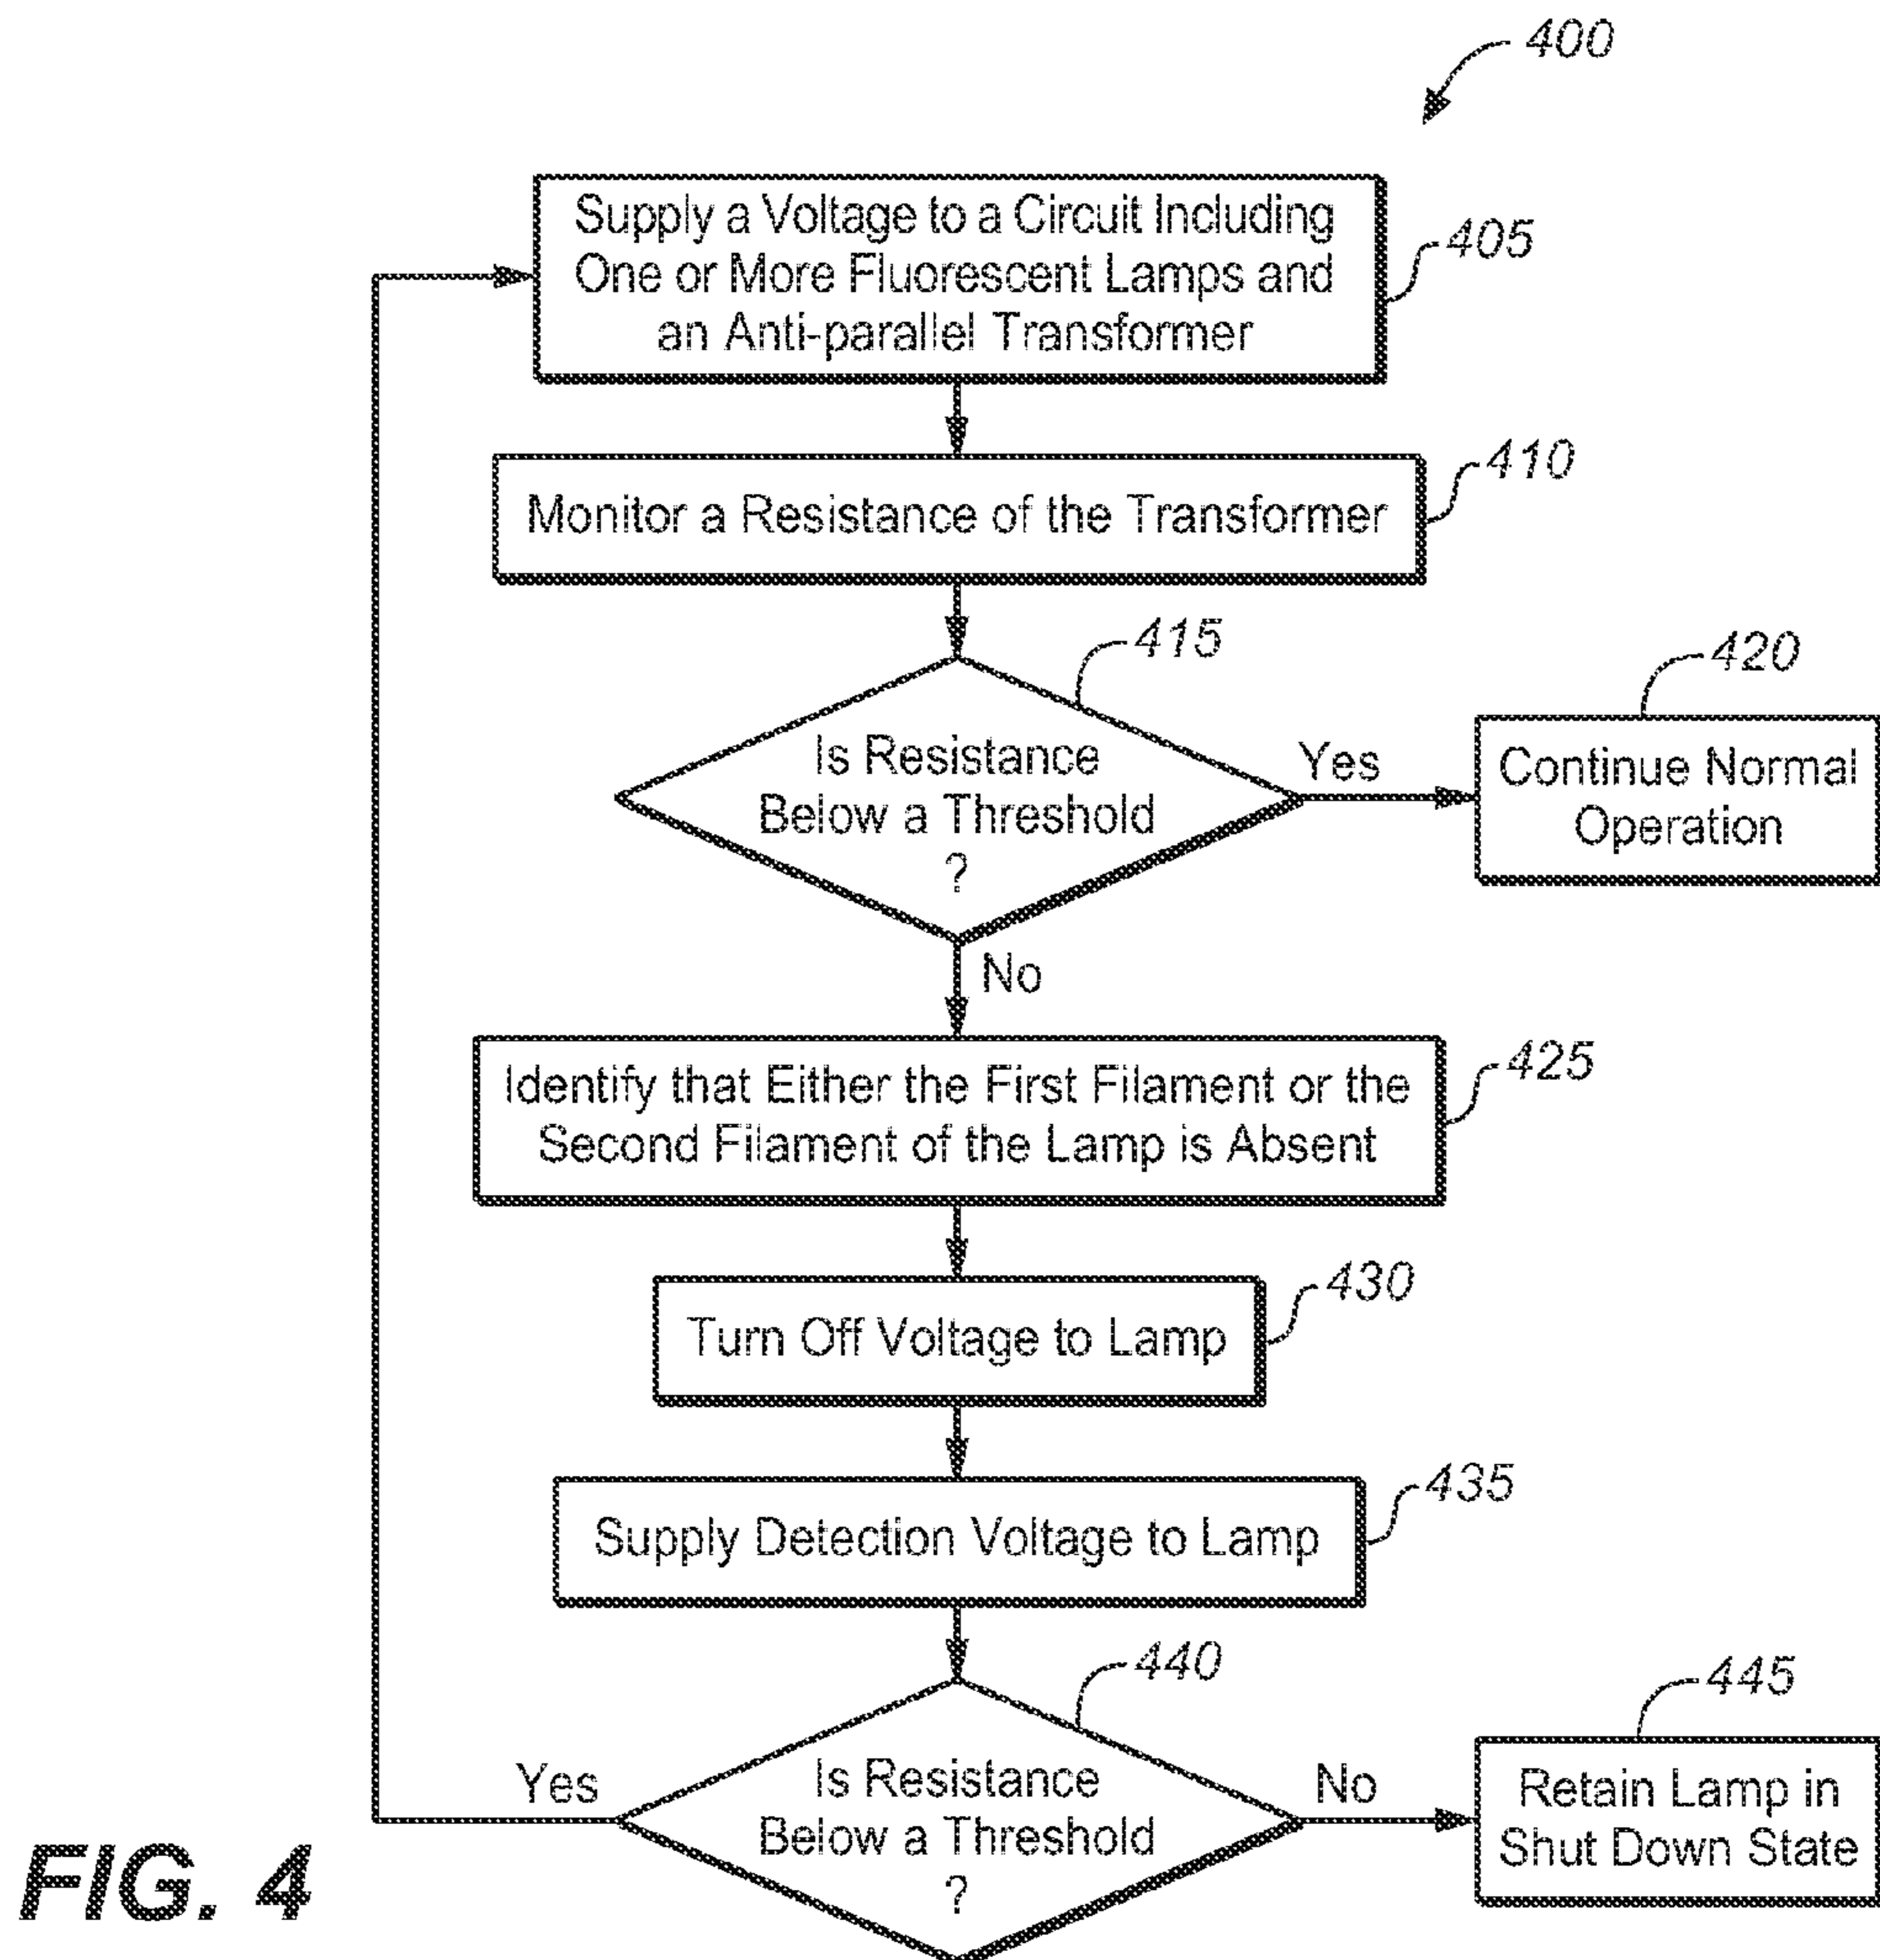 400
Supply a Voltage to a Circuit Including
One or More Fluorescent Lamps and
an Anti-parallel Transformer
405
Monitor a Resistance of the Transformer
410
415
Is Resistance
Below a Threshold
?
Yes
420
Continue Normal
Operation
No
Identify that Either the First Filament or the
Second Filament of the Lamp is Absent
425
Turn Off Voltage to Lamp
430
Supply Detection Voltage to Lamp
435
440
Is Resistance
Below a Threshold
?
Yes
No
445
Retain Lamp in
Shut Down State
FIG. 4